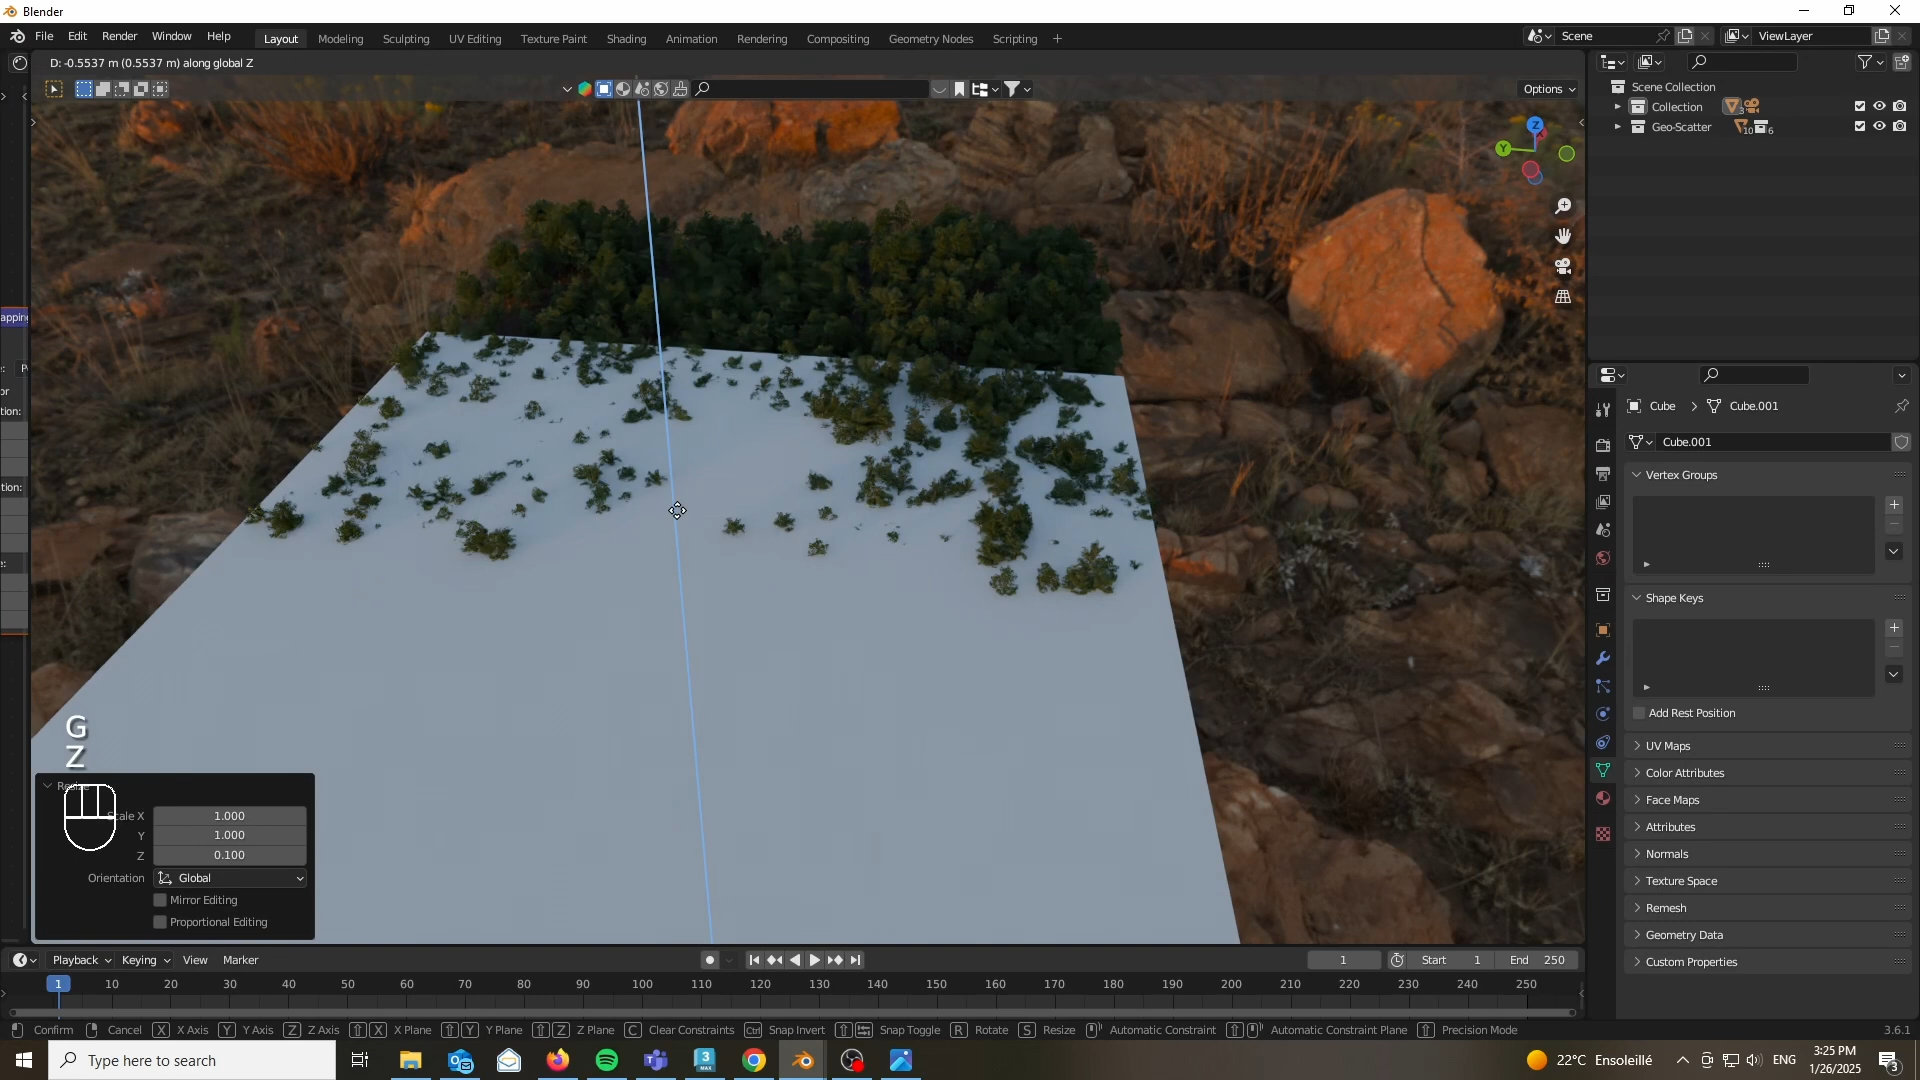 Blender
File Edit Render Window Help
Layout Modeling Sculpting UV Editing Texture Paint Shading Animation Rendering Compositing Geometry Nodes Scripting +
Scene
ViewLayer
D: -0.5537 m (0.5537 m) along global Z
Options
Scene Collection
Collection 3
Geo-Scatter 10 6
Z
Y
Cube > Cube.001
Cube.001
Vertex Groups
Shape Keys
Add Rest Position
UV Maps
Color Attributes
Face Maps
Attributes
Normals
Texture Space
Remesh
Geometry Data
Custom Properties
G
Z
Scale X 1.000
Y 1.000
Z 0.100
Orientation Global
Mirror Editing
Proportional Editing
Playback Keying View Marker
1 Start 1 End 250
1 10 20 30 40 50 60 70 80 90 100 110 120 130 140 150 160 170 180 190 200 210 220 230 240 250
Confirm Cancel X X Axis Y Y Axis Z Z Axis X X Plane Y Y Plane Z Z Plane C Clear Constraints Ctrl Snap Invert Snap Toggle R Rotate S Resize Automatic Constraint Automatic Constraint Plane Precision Mode 3.6.1
Type here to search
22°C Ensoleillé
ENG
3:25 PM
1/26/2025
3